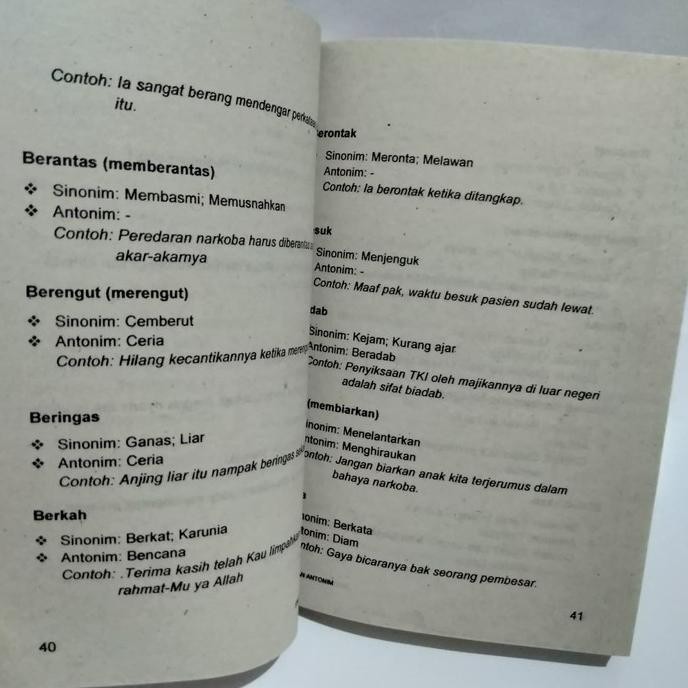 Contoh: Ia sangat berang mendengar
itu.
Berantas (memberantas)
❖ Sinonim: Membasmi; Memusnahkan
❖ Antonim: -
Contoh: Peredaran narkoba harus diberantas
akar-akarnya
Berengut (merengut)
❖ Sinonim: Cemberut
❖ Antonim: Ceria
Contoh: Hilang kecantikannya ketika
Beringas
❖ Sinonim: Ganas; Liar
❖ Antonim: Ceria
Contoh: Anjing liar itu nampak beringas
Berkah
❖ Sinonim: Berkat; Karunia
❖ Antonim: Bencana
Contoh: .Terima kasih telah Kau
rahmat-Mu ya Allah
40
erontak
Sinonim: Meronta; Melawan
Antonim: -
Contoh: Ia berontak ketika ditangkap.
suk
Sinonim: Menjenguk
Antonim: -
Contoh: Maaf pak, waktu besuk pasien sudah lewat.
dab
Sinonim: Kejam; Kurang ajar
Antonim: Beradab
Contoh: Penyiksaan TKI oleh majikannya di luar negeri
adalah sifat biadab.
(membiarkan)
inonim: Menelantarkan
ntonim: Menghiraukan
ontoh: Jangan biarkan anak kita terjerumus dalam
bahaya narkoba.
a
onim: Berkata
tonim: Diam
ntoh: Gaya bicaranya bak seorang pembesar.
N ANTONIM
41